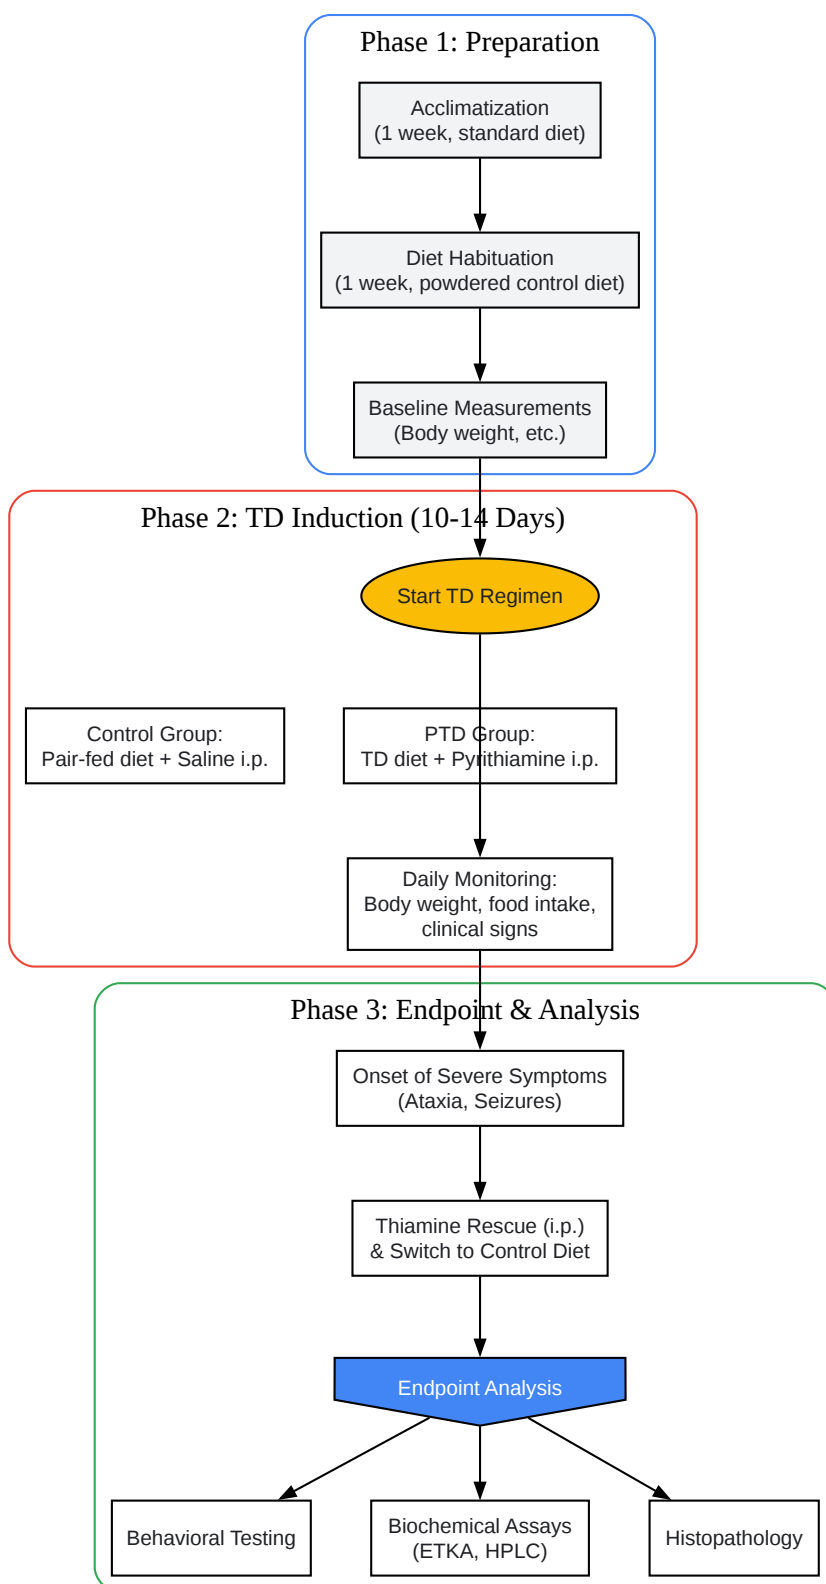 Phase 1: Preparation
Acclimatization
(1 week, standard diet)
Diet Habituation
(1 week, powdered control diet)
Baseline Measurements
(Body weight, etc.)
Phase 2: TD Induction (10-14 Days)
Start TD Regimen
Control Group:
Pair-fed diet + Saline i.p.
PTD Group:
TD diet + Pyrithiamine i.p.
Daily Monitoring:
Body weight, food intake,
clinical signs
Phase 3: Endpoint & Analysis
Onset of Severe Symptoms
(Ataxia, Seizures)
Thiamine Rescue (i.p.)
& Switch to Control Diet
Endpoint Analysis
Behavioral Testing
Biochemical Assays
(ETKA, HPLC)
Histopathology